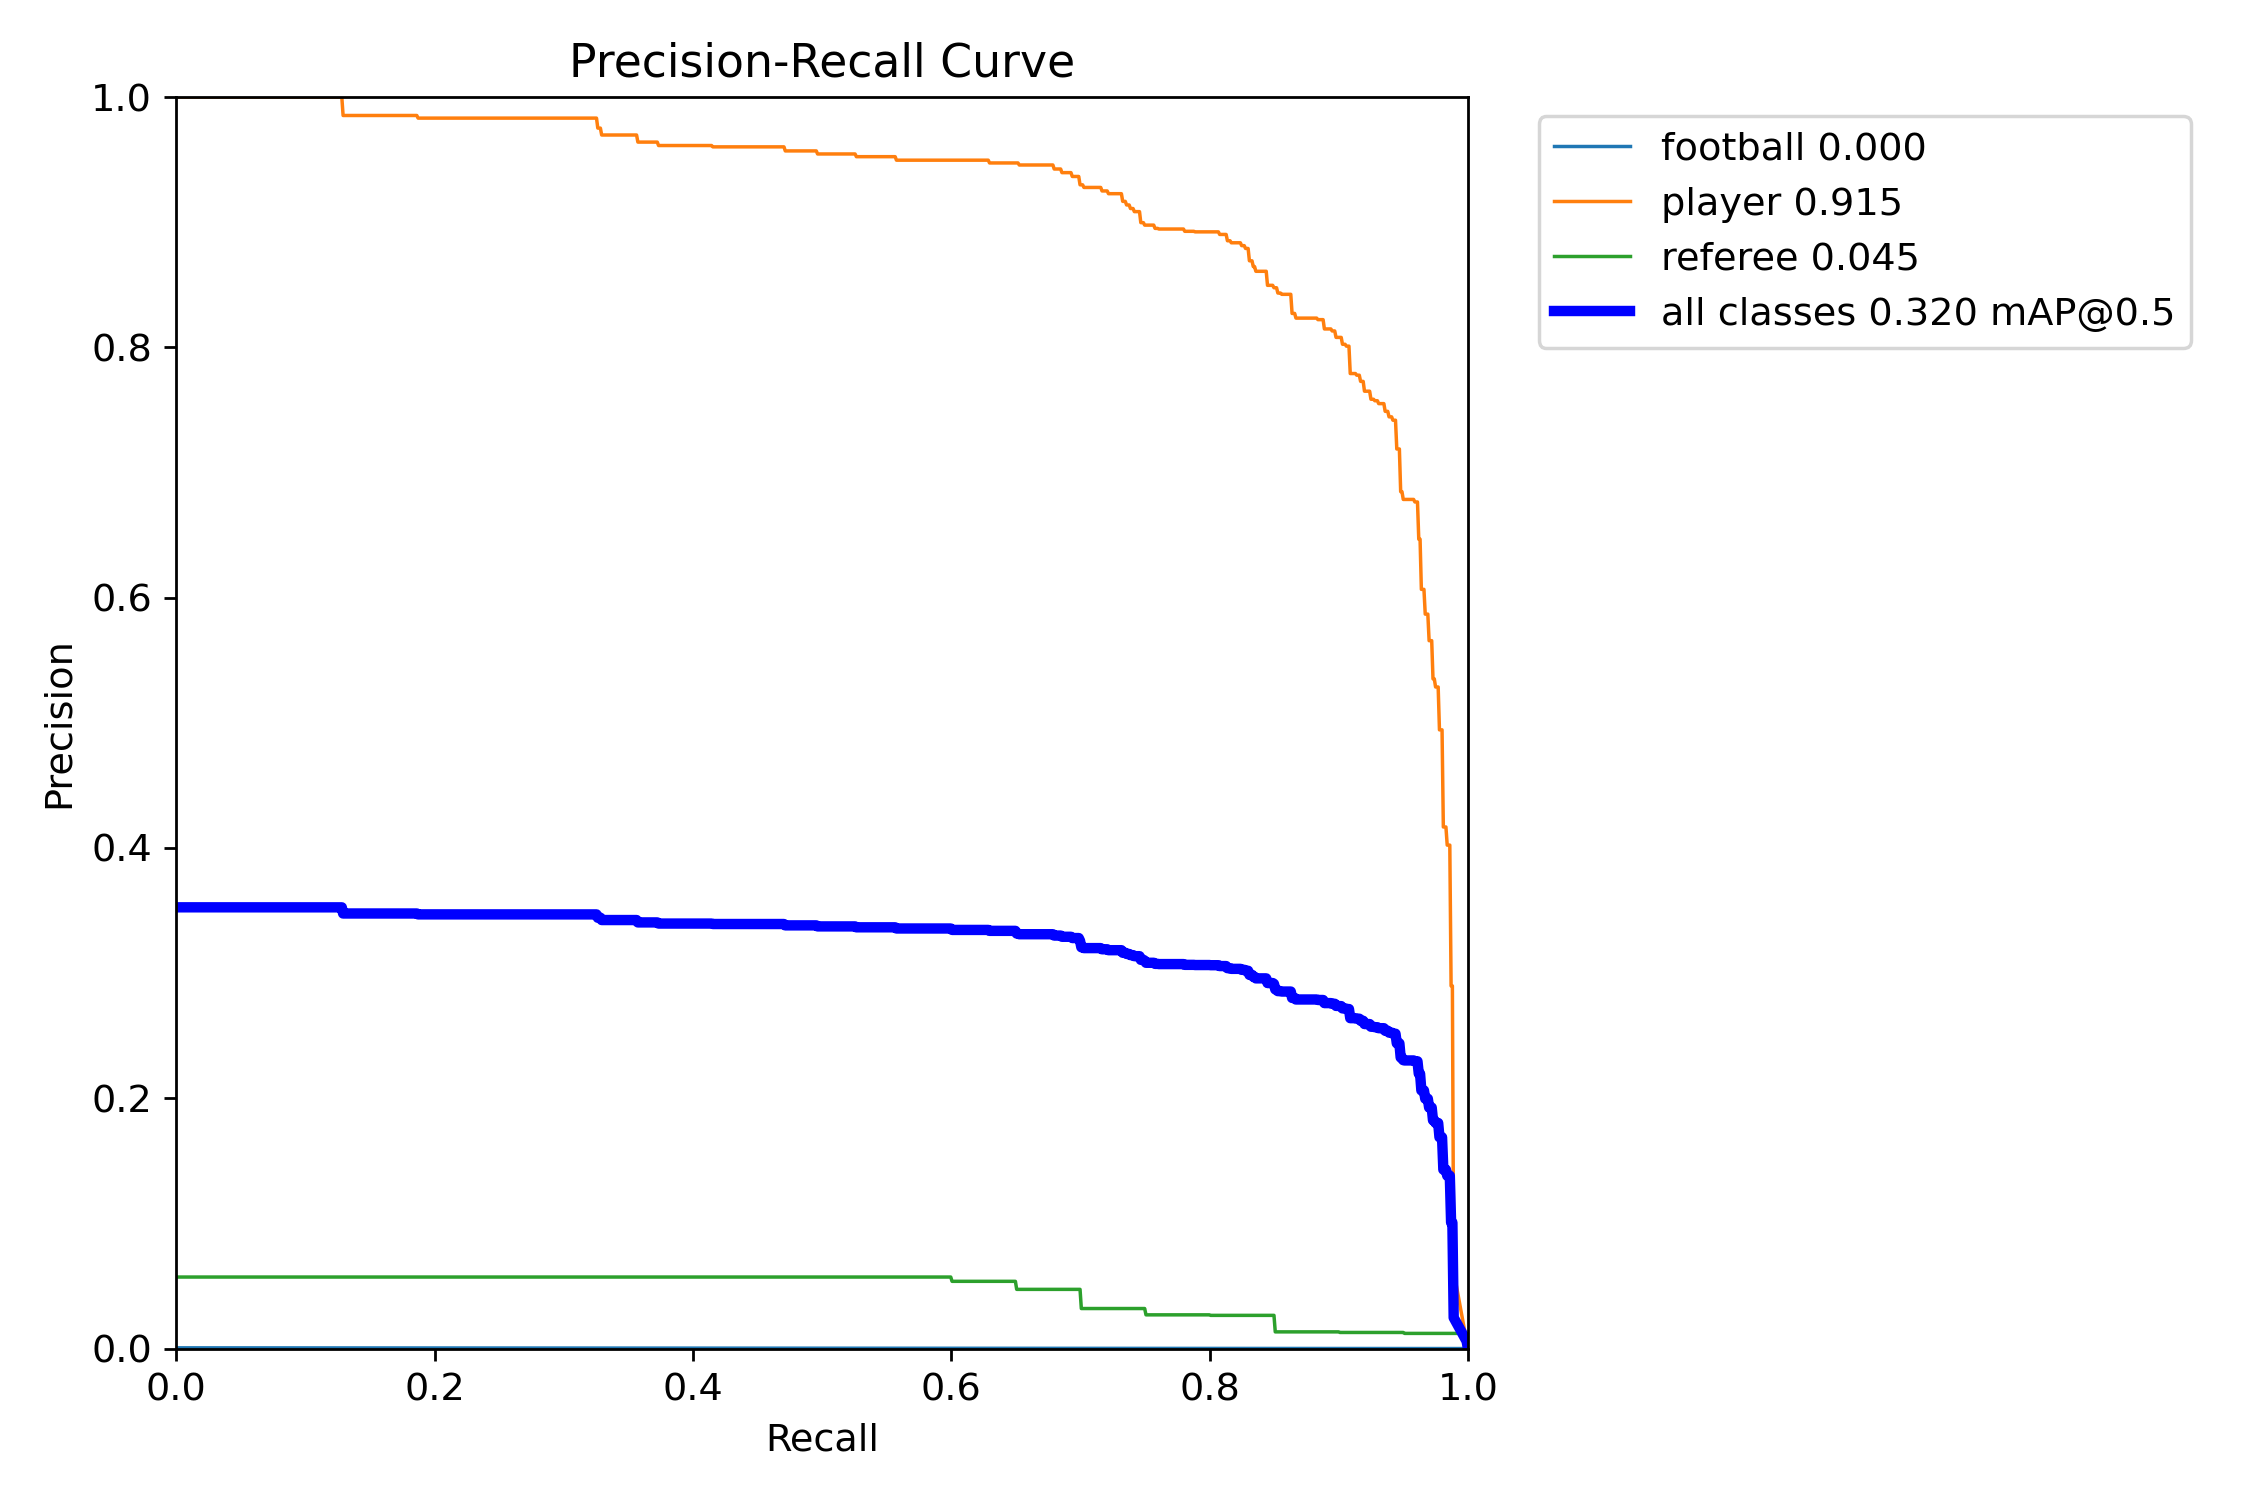 Precision-Recall Curve
1.0
0.8
0.6
0.4
0.2
0.0
Precision
0.0 0.2 0.4 0.6 0.8 1.0
Recall
football 0.000
player 0.915
referee 0.045
all classes 0.320 mAP@0.5